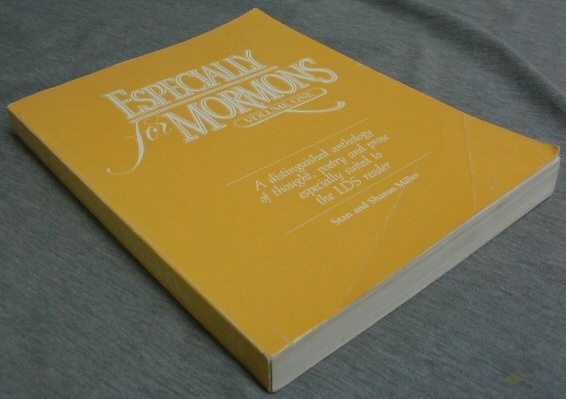 ESPECIALLY
for MORMONS
VOLUME ONE
A distinguished anthology
of thought, poetry and prose
especially suited to
the LDS reader
Stan and Sharon Miller